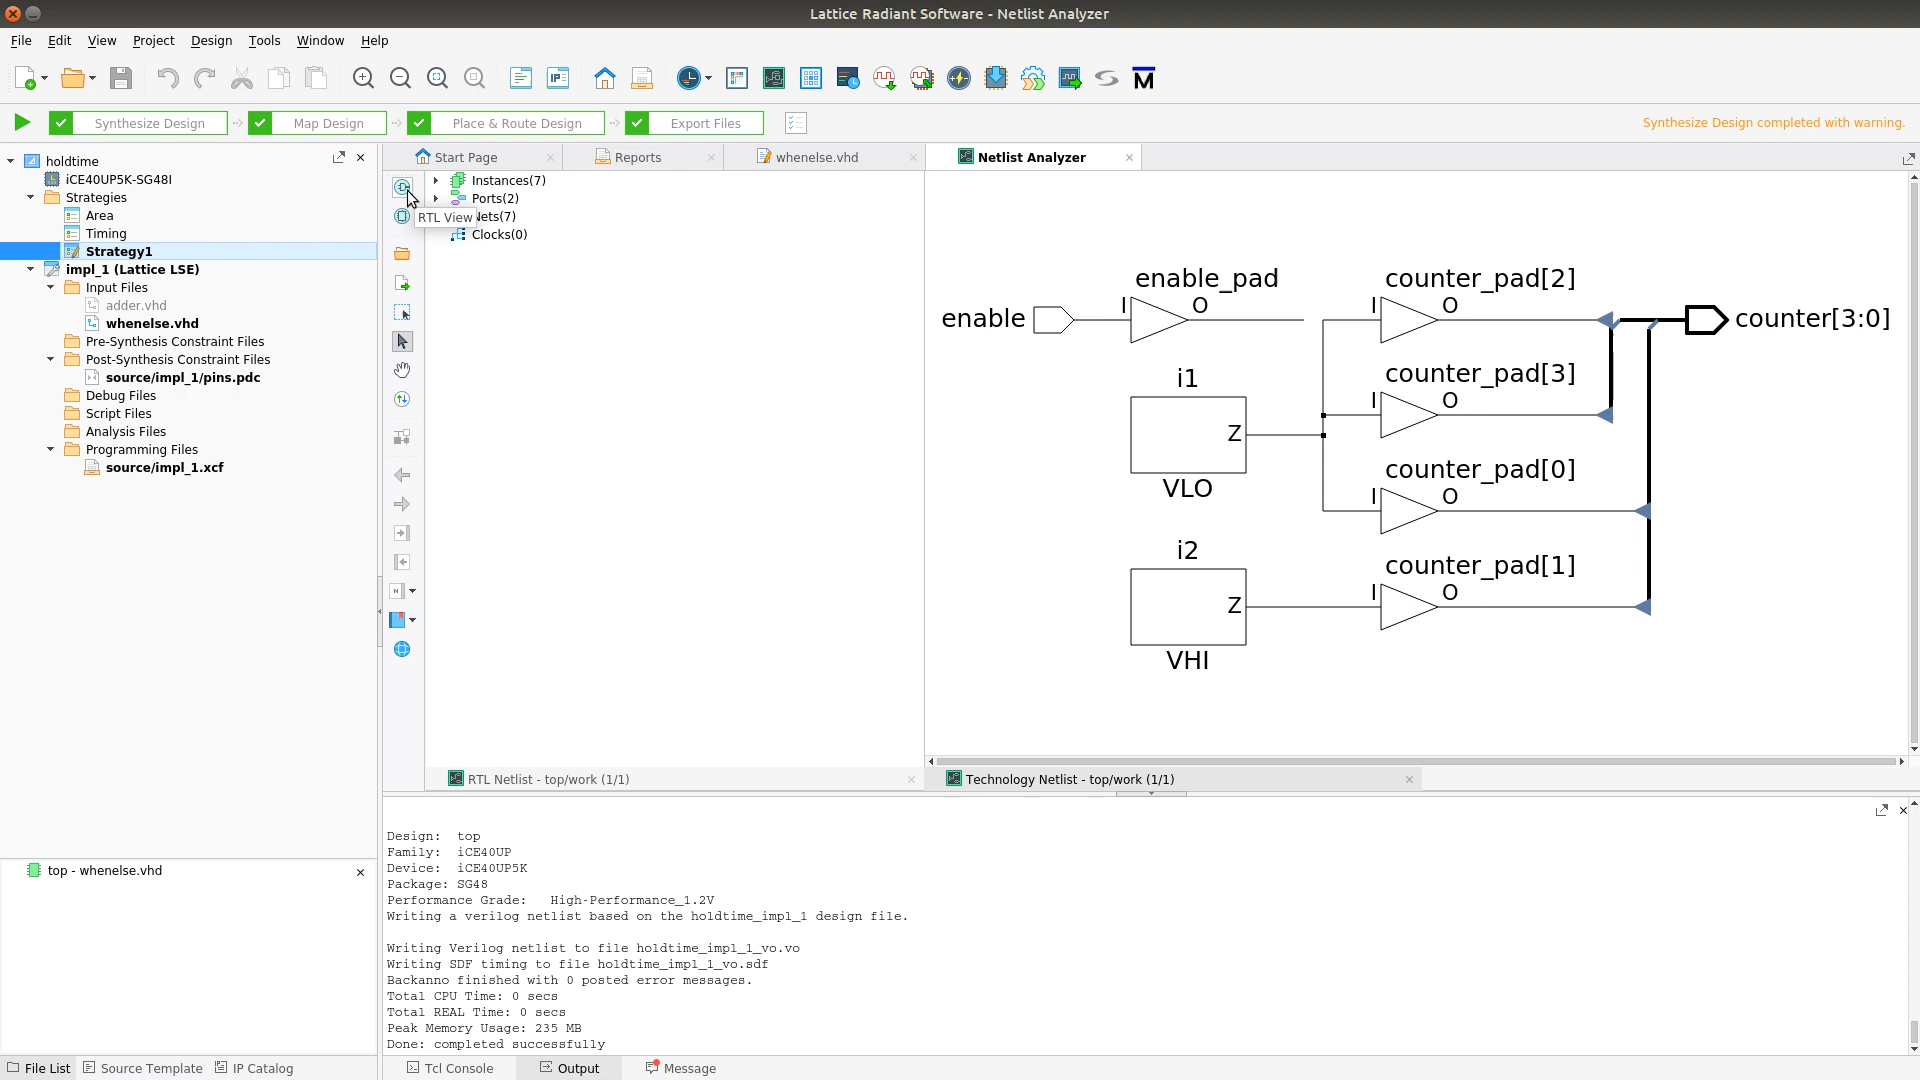 Lattice Radiant Software - Netlist Analyzer
File Edit View Project Design Tools Window Help
IP
M
Synthesize Design
Map Design
Place & Route Design
Export Files
Synthesize Design completed with warning.
holdtime
iCE40UP5K-SG48I
Strategies
Area
Timing
Strategy1
impl_1 (Lattice LSE)
Input Files
adder.vhd
whenelse.vhd
Pre-Synthesis Constraint Files
Post-Synthesis Constraint Files
source/impl_1/pins.pdc
Debug Files
Script Files
Analysis Files
Programming Files
source/impl_1.xcf
top - whenelse.vhd
File List
Source Template
IP Catalog
Start Page
Reports
whenelse.vhd
Netlist Analyzer
Instances(7)
Ports(2)
Nets(7)
Clocks(0)
RTL View
N
enable
enable_pad
I
O
i1
Z
VLO
i2
Z
VHI
counter_pad[2]
I
O
counter_pad[3]
I
O
counter_pad[0]
I
O
counter_pad[1]
I
O
counter[3:0]
RTL Netlist - top/work (1/1)
Technology Netlist - top/work (1/1)
Design: top
Family: iCE40UP
Device: iCE40UP5K
Package: SG48
Performance Grade: High-Performance_1.2V
Writing a verilog netlist based on the holdtime_impl_1 design file.
Writing Verilog netlist to file holdtime_impl_1_vo.vo
Writing SDF timing to file holdtime_impl_1_vo.sdf
Backanno finished with 0 posted error messages.
Total CPU Time: 0 secs
Total REAL Time: 0 secs
Peak Memory Usage: 235 MB
Done: completed successfully
Tcl Console
Output
Message